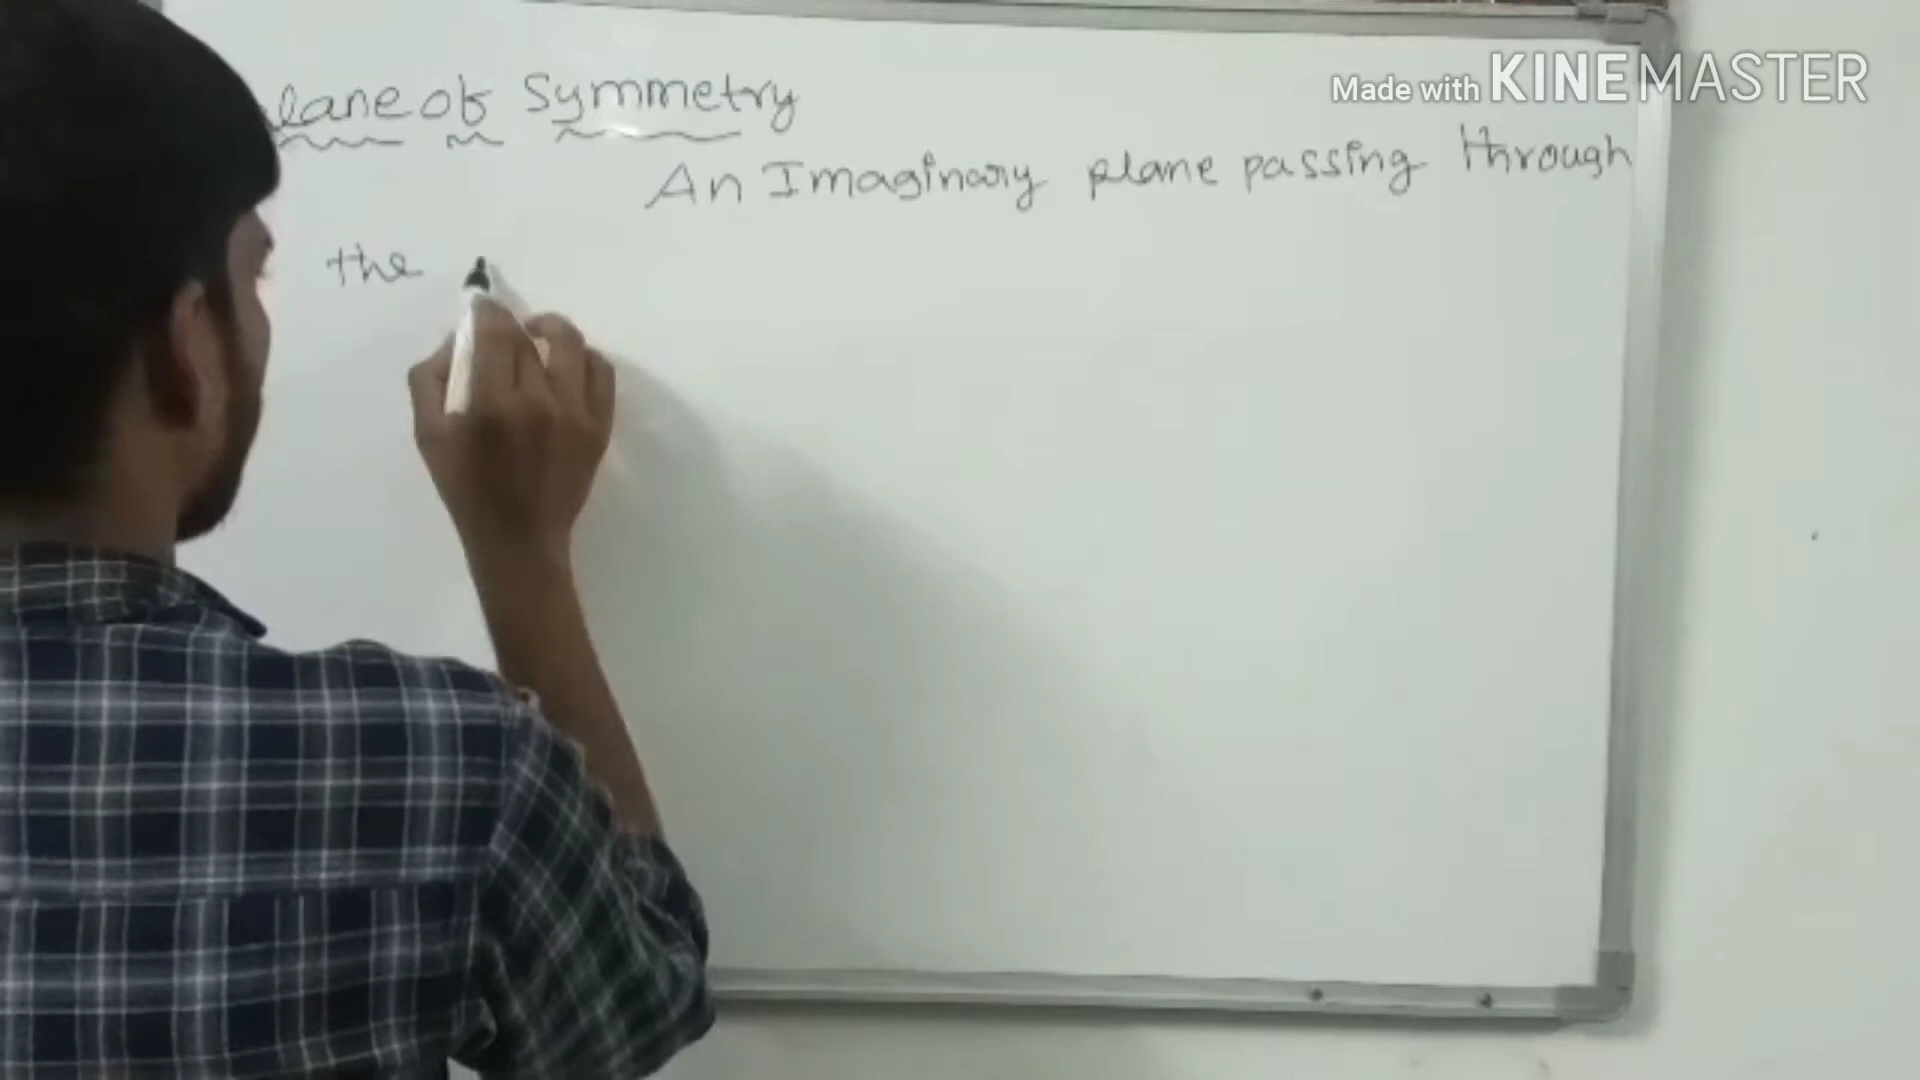 lane of Symmetry
An Imaginary plane passing through
the
Made with KINEMASTER